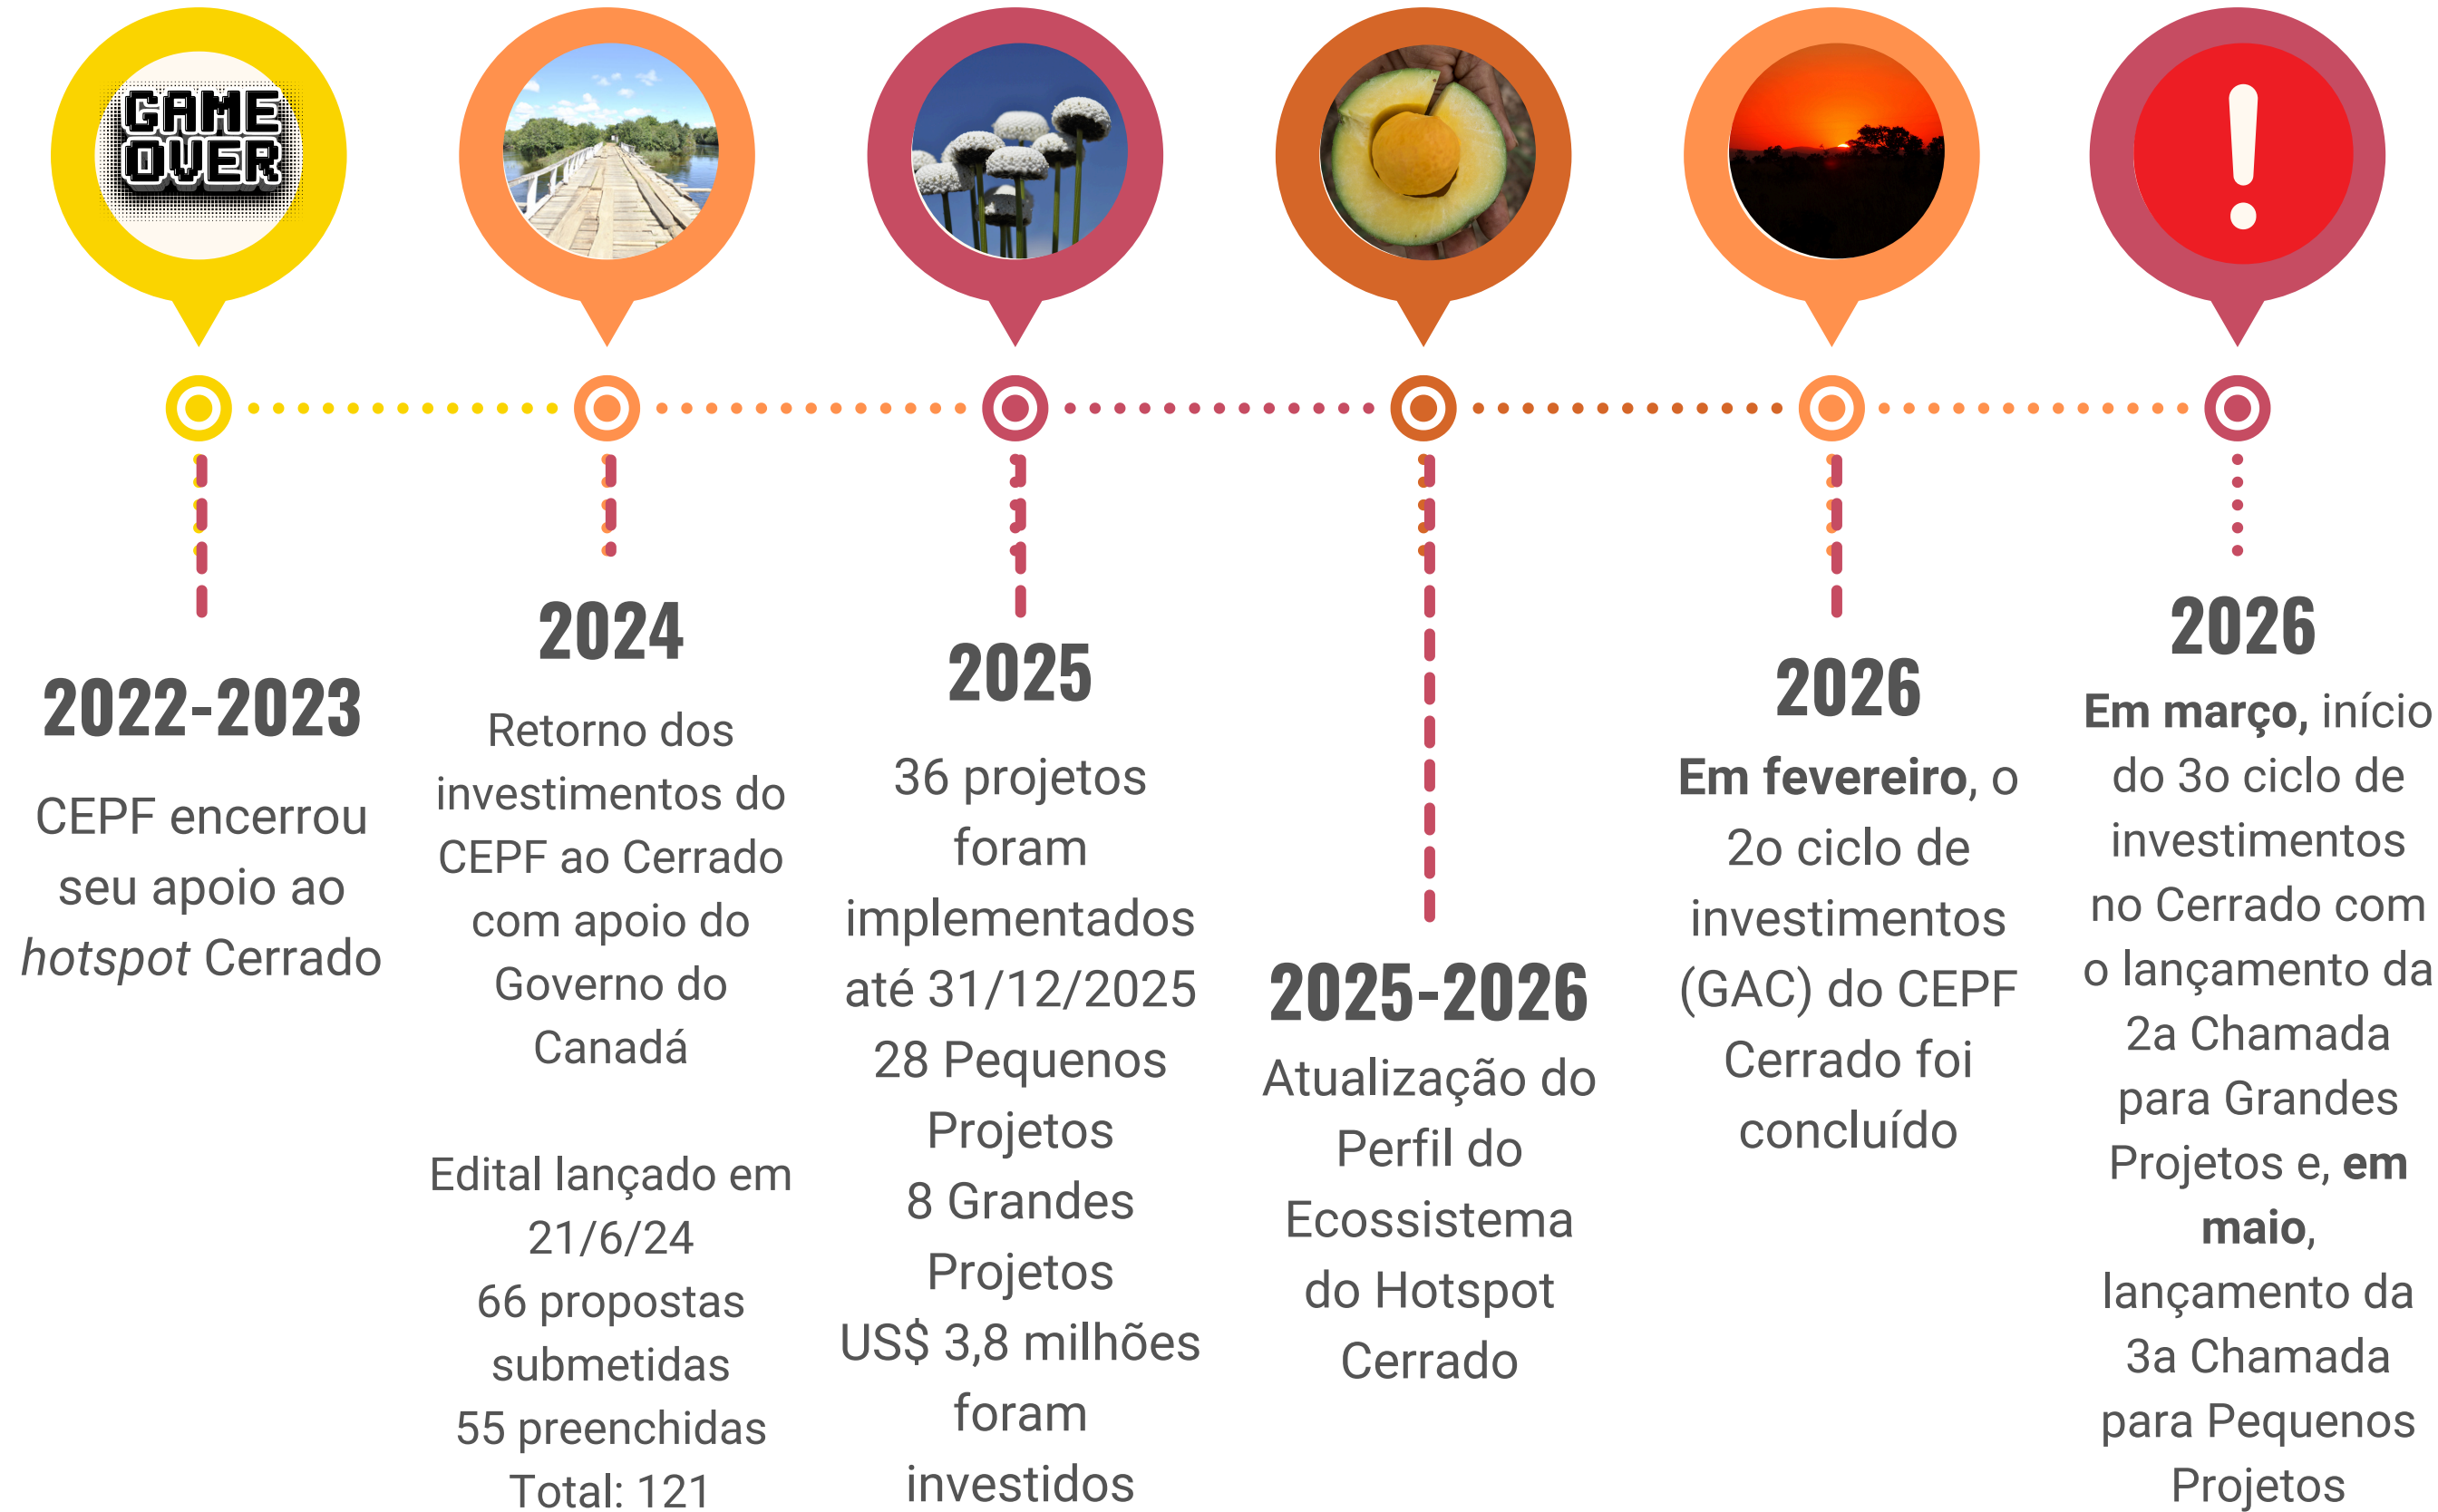 GAME
OVER
2022-2023
CEPF encerrou
seu apoio ao
hotspot Cerrado
2024
Retorno dos
investimentos do
CEPF ao Cerrado
com apoio do
Governo do
Canadá
Edital lançado em
21/6/24
66 propostas
submetidas
55 preenchidas
Total: 121
2025
36 projetos
foram
implementados
até 31/12/2025
28 Pequenos
Projetos
8 Grandes
Projetos
US$ 3,8 milhões
foram
investidos
2025-2026
Atualização do
Perfil do
Ecossistema
do Hotspot
Cerrado
2026
Em fevereiro, o
2o ciclo de
investimentos
(GAC) do CEPF
Cerrado foi
concluído
!
2026
Em março, início
do 3o ciclo de
investimentos
no Cerrado com
o lançamento da
2a Chamada
para Grandes
Projetos e, em
maio,
lançamento da
3a Chamada
para Pequenos
Projetos